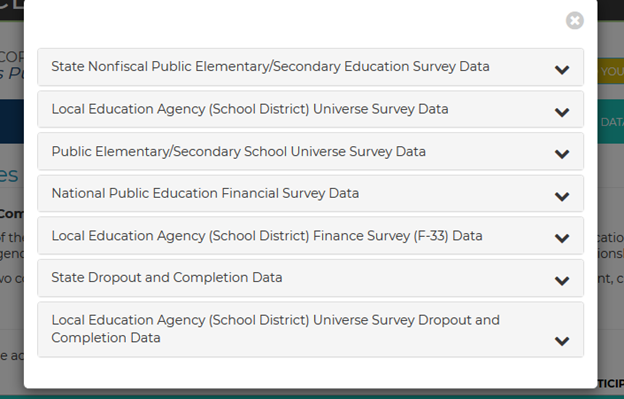 State Nonfiscal Public Elementary/Secondary Education Survey Data
Local Education Agency (School District) Universe Survey Data
Public Elementary/Secondary School Universe Survey Data
National Public Education Financial Survey Data
Local Education Agency (School District) Finance Survey (F-33) Data
State Dropout and Completion Data
Local Education Agency (School District) Universe Survey Dropout and
Completion Data
YOU
DATA